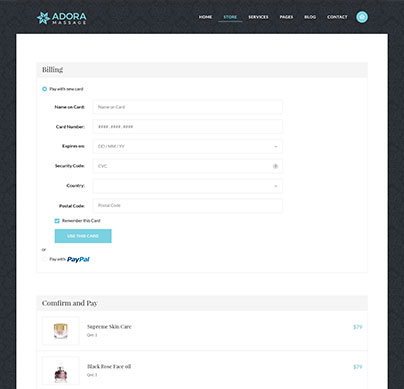 ADORA
MASSAGE
HOME STORE SERVICES PAGES BLOG CONTACT
Billing
Pay with new card
Name on Card: Name on Card
Card Number: #### #### ####
Expires on: DD / MM / YY
Security Code: CVC
Country:
Postal Code: Postal Code
Remember this Card
USE THIS CARD
or
Pay with PayPal
Comfirm and Pay
Supreme Skin Care $79
Qty: 1
Black Rose Face oil $79
Qty: 1